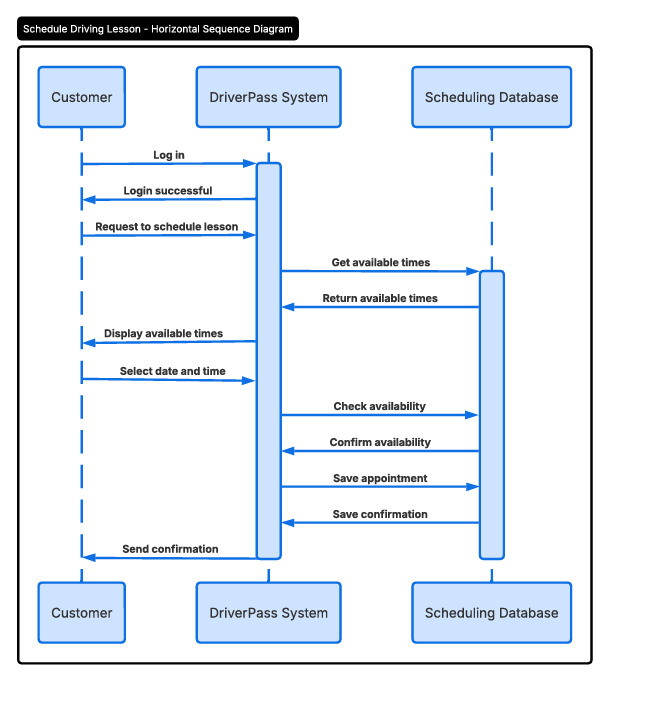 Schedule Driving Lesson - Horizontal Sequence Diagram
Customer
DriverPass System
Scheduling Database
Log in
Login successful
Request to schedule lesson
Get available times
Return available times
Display available times
Select date and time
Check availability
Confirm availability
Save appointment
Save confirmation
Send confirmation
Customer
DriverPass System
Scheduling Database